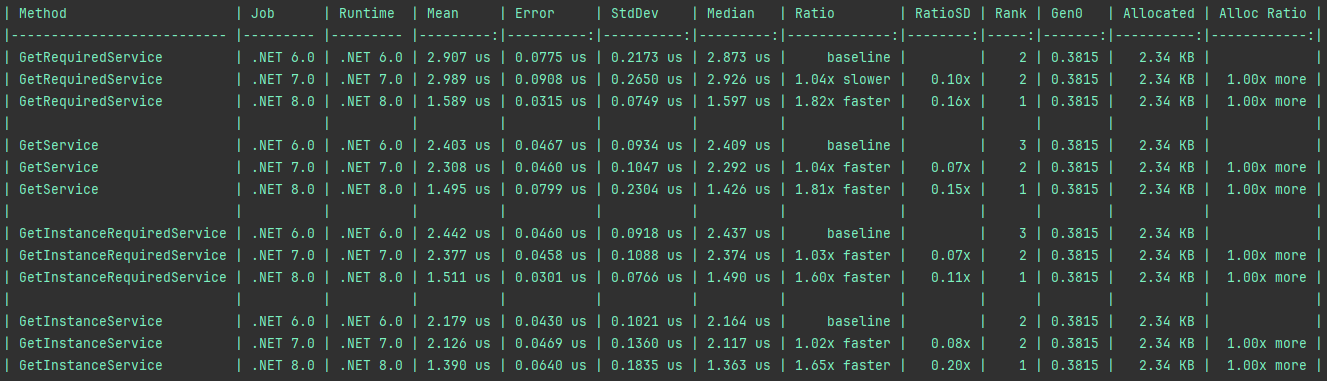 | Method                     | Job      | Runtime  | Mean     | Error     | StdDev    | Median   | Ratio        | RatioSD | Rank | Gen0   | Allocated | Alloc Ratio |
|--------------------------- |--------- |--------- |---------:|----------:|----------:|---------:|-------------:|--------:|-----:|-------:|----------:|------------:|
| GetRequiredService         | .NET 6.0 | .NET 6.0 | 2.907 us | 0.0775 us | 0.2173 us | 2.873 us |     baseline |         |    2 | 0.3815 |   2.34 KB |             |
| GetRequiredService         | .NET 7.0 | .NET 7.0 | 2.989 us | 0.0908 us | 0.2650 us | 2.926 us | 1.04x slower |   0.10x |    2 | 0.3815 |   2.34 KB |  1.00x more |
| GetRequiredService         | .NET 8.0 | .NET 8.0 | 1.589 us | 0.0315 us | 0.0749 us | 1.597 us | 1.82x faster |   0.16x |    1 | 0.3815 |   2.34 KB |  1.00x more |
|                            |          |          |          |           |           |          |              |         |      |        |           |             |
| GetService                 | .NET 6.0 | .NET 6.0 | 2.403 us | 0.0467 us | 0.0934 us | 2.409 us |     baseline |         |    3 | 0.3815 |   2.34 KB |             |
| GetService                 | .NET 7.0 | .NET 7.0 | 2.308 us | 0.0460 us | 0.1047 us | 2.292 us | 1.04x faster |   0.07x |    2 | 0.3815 |   2.34 KB |  1.00x more |
| GetService                 | .NET 8.0 | .NET 8.0 | 1.495 us | 0.0799 us | 0.2304 us | 1.426 us | 1.81x faster |   0.15x |    1 | 0.3815 |   2.34 KB |  1.00x more |
|                            |          |          |          |           |           |          |              |         |      |        |           |             |
| GetInstanceRequiredService | .NET 6.0 | .NET 6.0 | 2.442 us | 0.0460 us | 0.0918 us | 2.437 us |     baseline |         |    3 | 0.3815 |   2.34 KB |             |
| GetInstanceRequiredService | .NET 7.0 | .NET 7.0 | 2.377 us | 0.0458 us | 0.1088 us | 2.374 us | 1.03x faster |   0.07x |    2 | 0.3815 |   2.34 KB |  1.00x more |
| GetInstanceRequiredService | .NET 8.0 | .NET 8.0 | 1.511 us | 0.0301 us | 0.0766 us | 1.490 us | 1.60x faster |   0.11x |    1 | 0.3815 |   2.34 KB |  1.00x more |
|                            |          |          |          |           |           |          |              |         |      |        |           |             |
| GetInstanceService         | .NET 6.0 | .NET 6.0 | 2.179 us | 0.0430 us | 0.1021 us | 2.164 us |     baseline |         |    2 | 0.3815 |   2.34 KB |             |
| GetInstanceService         | .NET 7.0 | .NET 7.0 | 2.126 us | 0.0469 us | 0.1360 us | 2.117 us | 1.02x faster |   0.08x |    2 | 0.3815 |   2.34 KB |  1.00x more |
| GetInstanceService         | .NET 8.0 | .NET 8.0 | 1.390 us | 0.0640 us | 0.1835 us | 1.363 us | 1.65x faster |   0.20x |    1 | 0.3815 |   2.34 KB |  1.00x more |